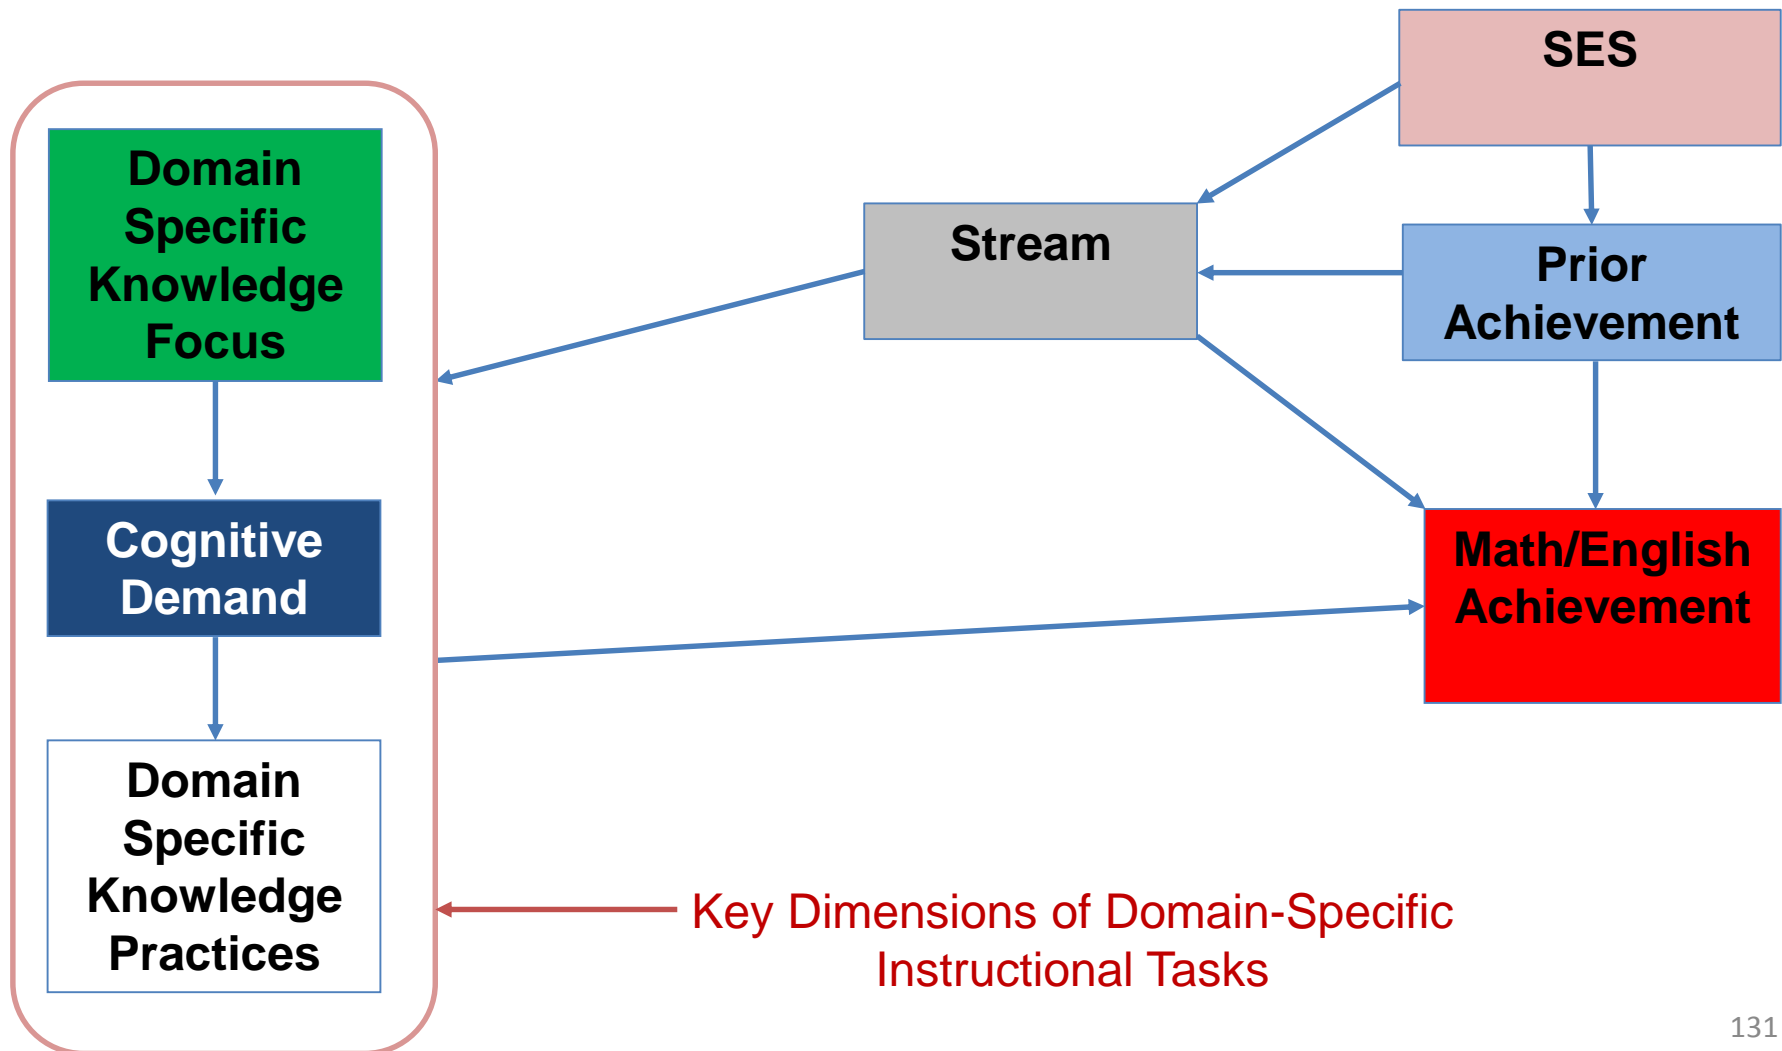 SES
Domain
Specific
Knowledge
Focus
Stream
Prior
Achievement
Cognitive
Demand
Math/English
Achievement
Domain
Specific
Knowledge
Practices
Key Dimensions of Domain-Specific
Instructional Tasks
131